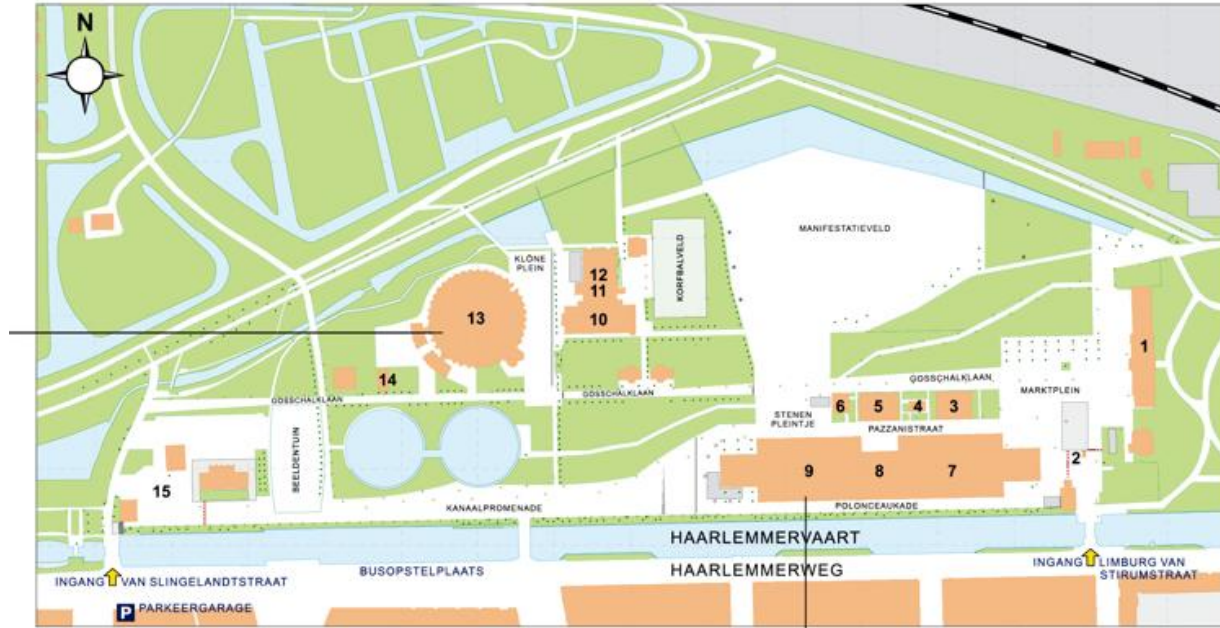 N
MANIFESTATIEVELD
KLÖNE
PLEIN
KORFBALVELD
12
11
10
13
1
14
GOSSCHALKLAAN
GOSSCHALKLAAN
GOSSCHALKLAAN
MARKTPLEIN
6
5
4
3
STENEN
PLEINTJE
PAZZANISTRAAT
BEELDENTUIN
15
9
8
7
2
KANAALPROMENADE
POLONCEAUKADE
HAARLEMMERVAART
HAARLEMMERWEG
INGANG VAN SLINGELANDTSTRAAT
BUSOPSTELPLAATS
INGANG LIMBURG VAN
STIRUMSTRAAT
P PARKEERGARAGE